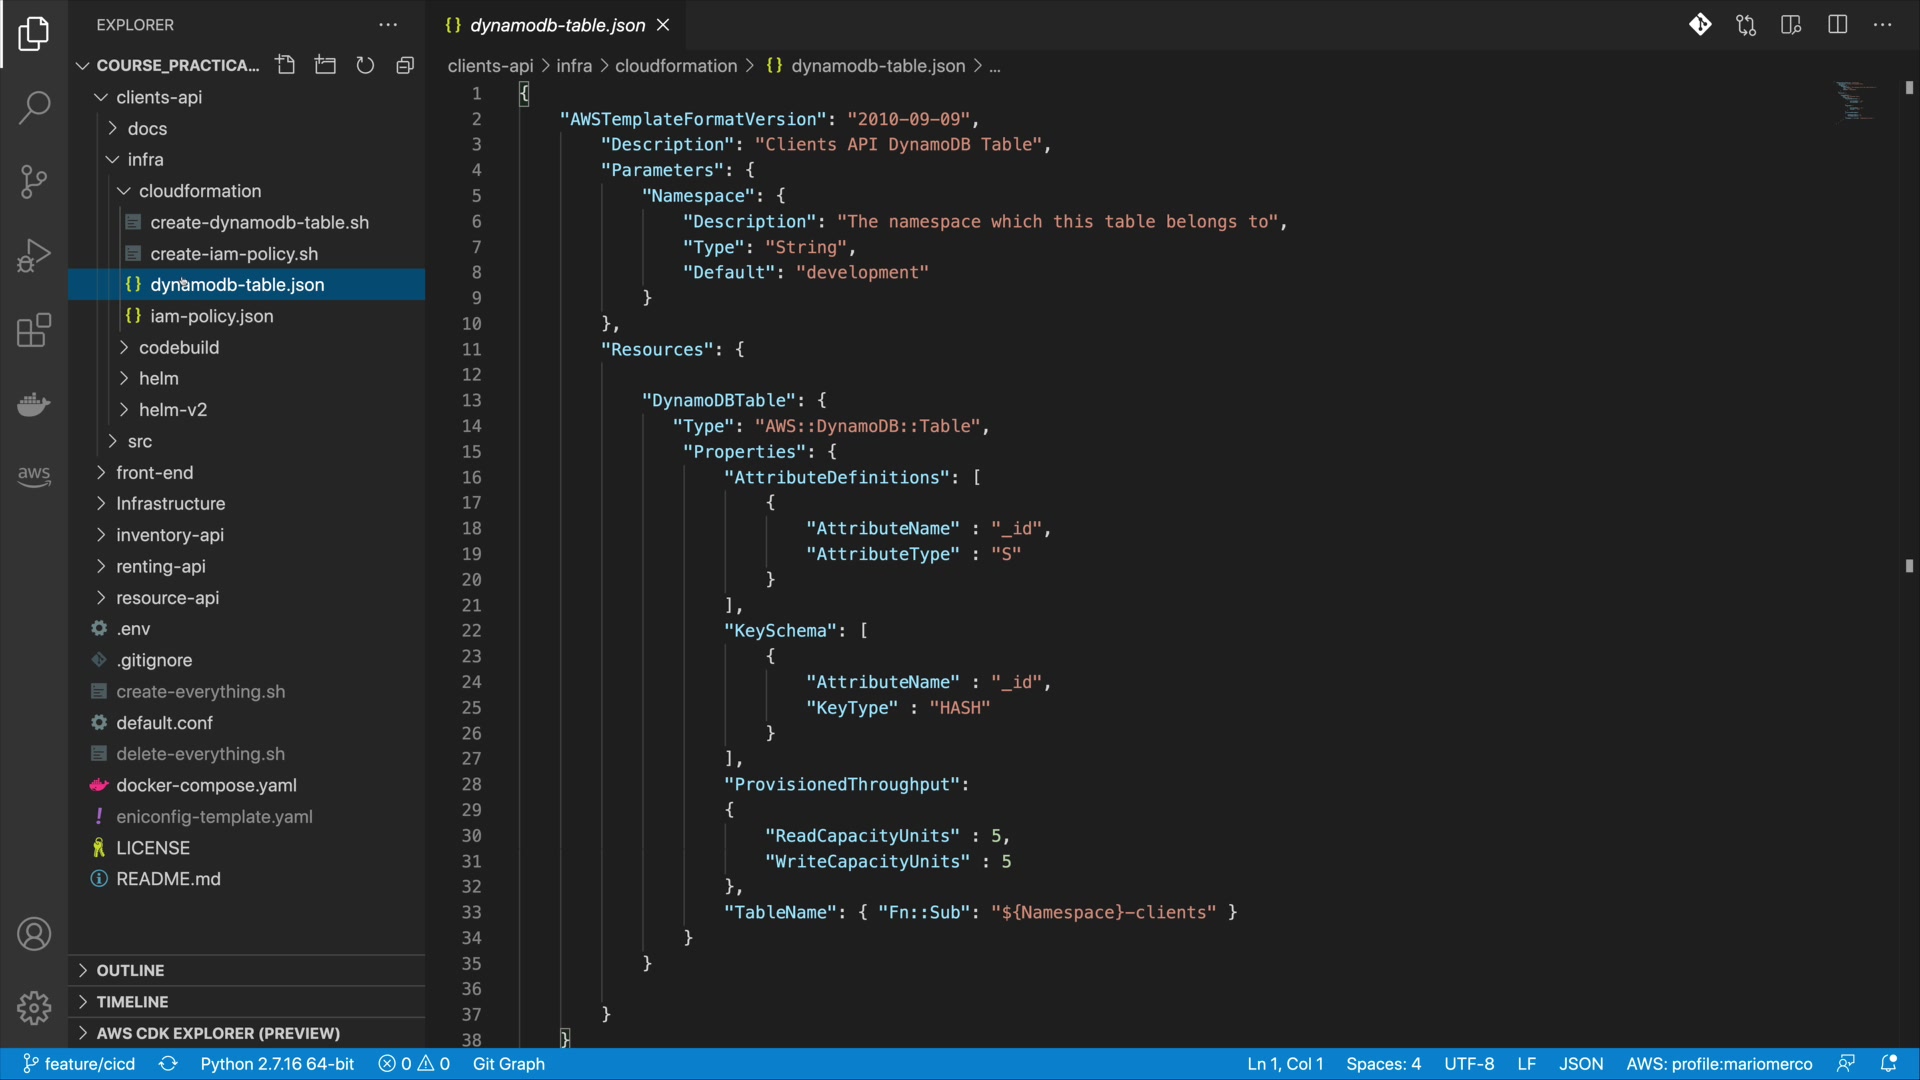 EXPLORER
COURSE_PRACTICA...
clients-api
docs
infra
cloudformation
create-dynamodb-table.sh
create-iam-policy.sh
{} dynamodb-table.json
{} iam-policy.json
codebuild
helm
helm-v2
src
front-end
Infrastructure
inventory-api
renting-api
resource-api
.env
.gitignore
create-everything.sh
default.conf
delete-everything.sh
docker-compose.yaml
! eniconfig-template.yaml
LICENSE
README.md
OUTLINE
TIMELINE
AWS CDK EXPLORER (PREVIEW)
aws
{} dynamodb-table.json
clients-api > infra > cloudformation > {} dynamodb-table.json > ...
1 {
2 "AWSTemplateFormatVersion": "2010-09-09",
3 "Description": "Clients API DynamoDB Table",
4 "Parameters": {
5 "Namespace": {
6 "Description": "The namespace which this table belongs to",
7 "Type": "String",
8 "Default": "development"
9 }
10 },
11 "Resources": {
12
13 "DynamoDBTable": {
14 "Type": "AWS::DynamoDB::Table",
15 "Properties": {
16 "AttributeDefinitions": [
17 {
18 "AttributeName" : "_id",
19 "AttributeType" : "S"
20 }
21 ],
22 "KeySchema": [
23 {
24 "AttributeName" : "_id",
25 "KeyType" : "HASH"
26 }
27 ],
28 "ProvisionedThroughput":
29 {
30 "ReadCapacityUnits" : 5,
31 "WriteCapacityUnits" : 5
32 },
33 "TableName": { "Fn::Sub": "${Namespace}-clients" }
34 }
35 }
36
37 }
38 }
feature/cicd Python 2.7.16 64-bit 0 0 Git Graph Ln 1, Col 1 Spaces: 4 UTF-8 LF JSON AWS: profile:mariomerco